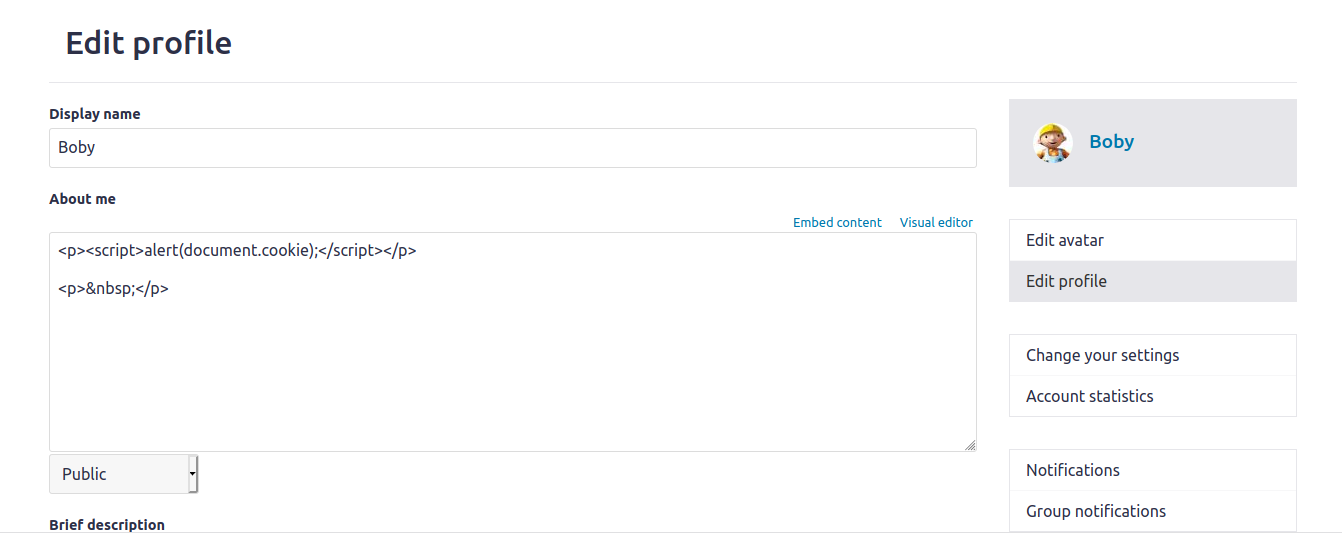 Edit profile
Display name
Boby
About me
Embed content Visual editor
<p><script>alert(document.cookie);</script></p>
<p>&nbsp;</p>
Public
Brief description
Boby
Edit avatar
Edit profile
Change your settings
Account statistics
Notifications
Group notifications